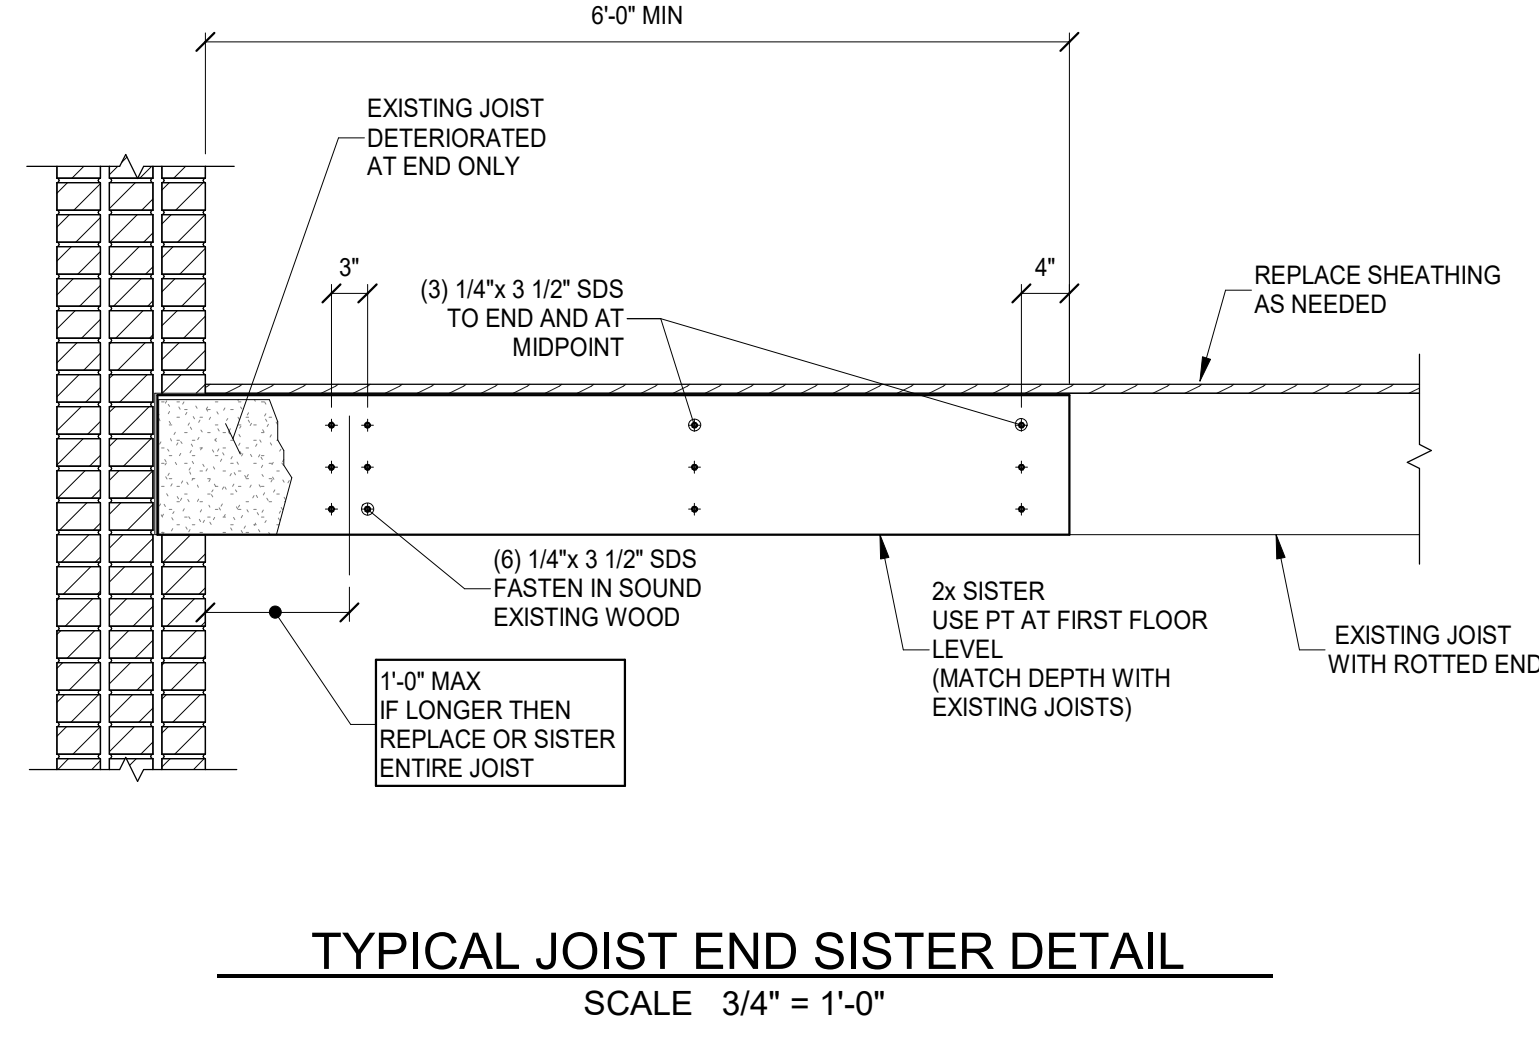 6'-0" MIN
EXISTING JOIST
DETERIORATED
AT END ONLY
3"
(3) 1/4"x 3 1/2" SDS
TO END AND AT
MIDPOINT
4"
REPLACE SHEATHING
AS NEEDED
(6) 1/4"x 3 1/2" SDS
FASTEN IN SOUND
EXISTING WOOD
2x SISTER
USE PT AT FIRST FLOOR
LEVEL
(MATCH DEPTH WITH
EXISTING JOISTS)
EXISTING JOIST
WITH ROTTED END
1'-0" MAX
IF LONGER THEN
REPLACE OR SISTER
ENTIRE JOIST
TYPICAL JOIST END SISTER DETAIL
SCALE 3/4" = 1'-0"